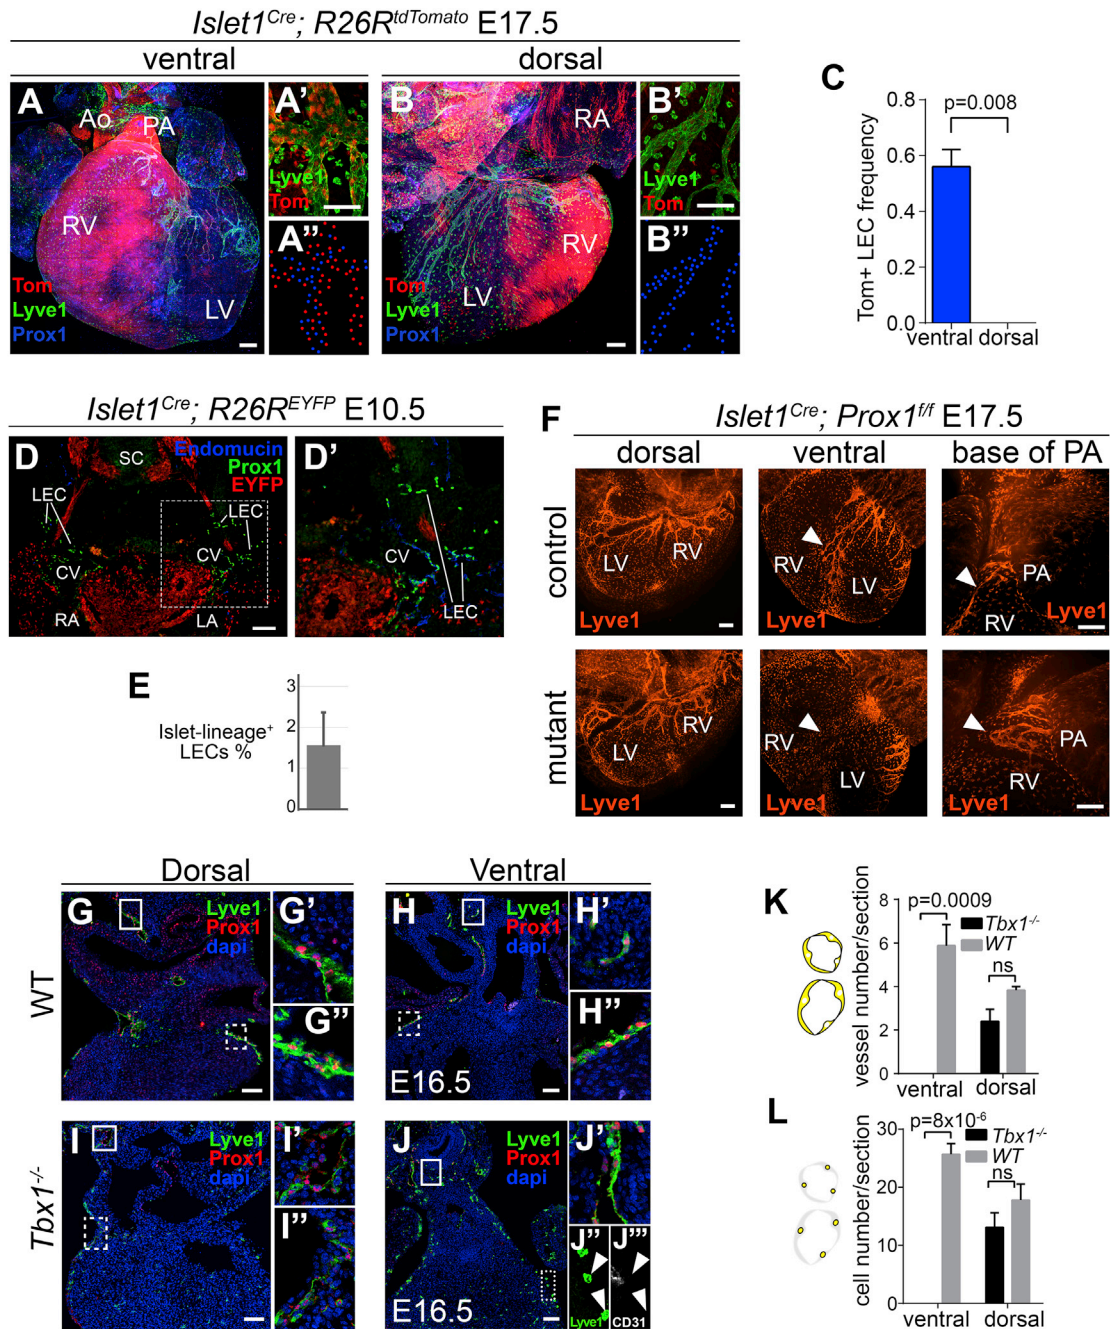 Islet1Cre; R26RtdTomato E17.5
ventral
dorsal
A
Ao
PA
RV
LV
Tom
Lyve1
Prox1
A'
Lyve1
Tom
A''
B
RA
RV
LV
Tom
Lyve1
Prox1
B'
Lyve1
Tom
B''
C
p=0.008
Tom+ LEC frequency
0.8
0.6
0.4
0.2
0.0
ventral dorsal
Islet1Cre; R26REYFP E10.5
D
Endomucin
Prox1
EYFP
SC
LEC
LEC
CV
CV
RA
LA
D'
CV
LEC
E
Islet-lineage+
LECs %
3
2
1
0
F
Islet1Cre; Prox1f/f E17.5
dorsal
ventral
base of PA
control
LV
RV
Lyve1
RV
LV
Lyve1
PA
Lyve1
RV
mutant
LV
RV
Lyve1
RV
LV
Lyve1
PA
RV
Lyve1
Dorsal
Ventral
WT
G
Lyve1
Prox1
dapi
G'
G''
H
Lyve1
Prox1
dapi
E16.5
H'
H''
Tbx1-/-
I
Lyve1
Prox1
dapi
I'
I''
J
Lyve1
Prox1
dapi
E16.5
J'
J''
Lyve1
J'''
CD31
K
p=0.0009
Tbx1-/-
WT
ns
vessel number/section
8
6
4
2
0
ventral
dorsal
L
p=8x10-6
Tbx1-/-
WT
ns
cell number/section
30
20
10
0
ventral
dorsal